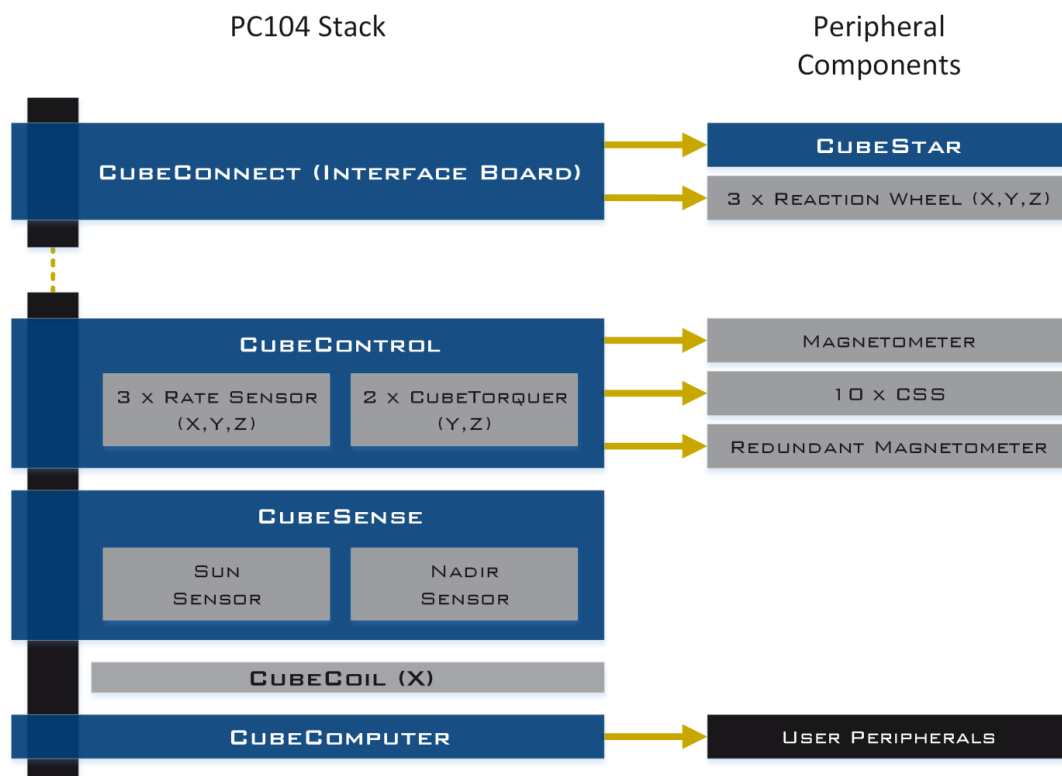 PC104 Stack
Peripheral
Components
CubeConnect (Interface Board)
CubeStar
3 x Reaction Wheel (X,Y,Z)
CubeControl
3 x Rate Sensor
(X,Y,Z)
2 x CubeTorquer
(Y,Z)
Magnetometer
10 x CSS
Redundant Magnetometer
CubeSense
Sun
Sensor
Nadir
Sensor
CubeCoil (X)
CubeComputer
User Peripherals